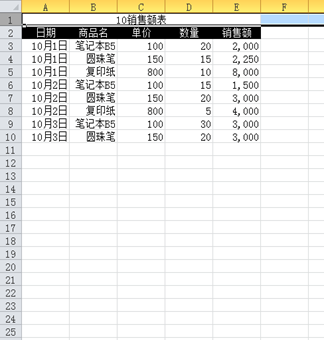 A B C D E F
1 10销售额表
2 日期 商品名 单价 数量 销售额
3 10月1日 笔记本B5 100 20 2,000
4 10月1日 圆珠笔 150 15 2,250
5 10月1日 复印纸 800 10 8,000
6 10月2日 笔记本B5 100 15 1,500
7 10月2日 圆珠笔 150 20 3,000
8 10月2日 复印纸 800 5 4,000
9 10月3日 笔记本B5 100 30 3,000
10 10月3日 圆珠笔 150 20 3,000
11
12
13
14
15
16
17
18
19
20
21
22
23
24
25